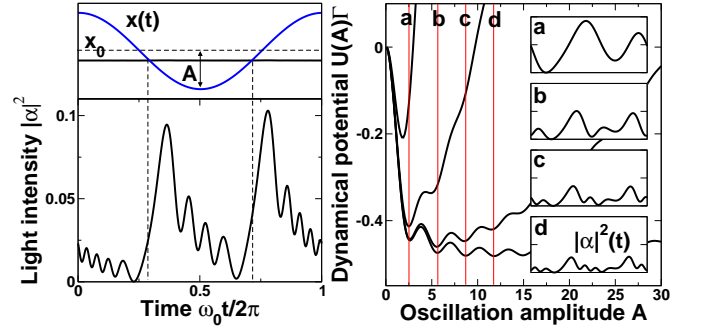 x(t)
x₀
A
0.1
0.05
0
Light intensity |α|²
0 0.5 1
Time ω₀t/2π
a b c d
0
-0.2
-0.4
Dynamical potential U(A)Γ
0 5 10 15 20 25 30
Oscillation amplitude A
a
b
c
d |α|²(t)